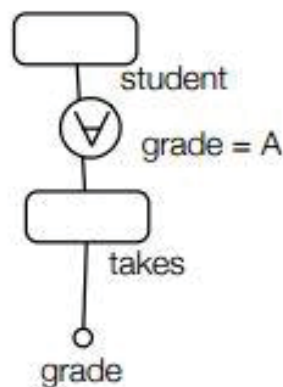 student
∀
grade = A
takes
grade